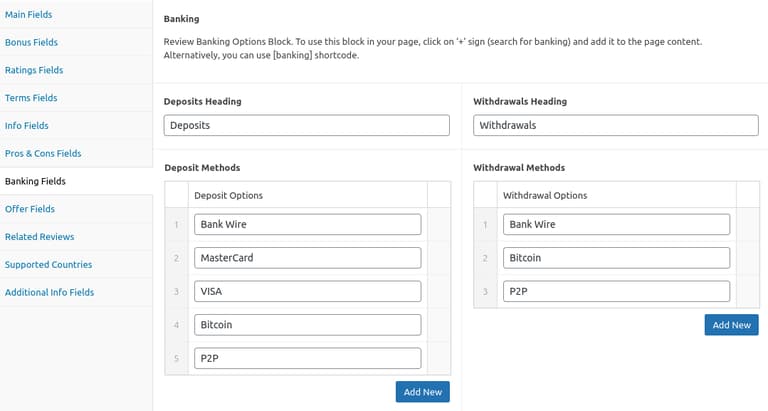 Main Fields
Bonus Fields
Ratings Fields
Terms Fields
Info Fields
Pros & Cons Fields
Banking Fields
Offer Fields
Related Reviews
Supported Countries
Additional Info Fields
Banking
Review Banking Options Block. To use this block in your page, click on '+' sign (search for banking) and add it to the page content.
Alternatively, you can use [banking] shortcode.
Deposits Heading
Deposits
Withdrawals Heading
Withdrawals
Deposit Methods
Deposit Options
1 Bank Wire
2 MasterCard
3 VISA
4 Bitcoin
5 P2P
Add New
Withdrawal Methods
Withdrawal Options
1 Bank Wire
2 Bitcoin
3 P2P
Add New